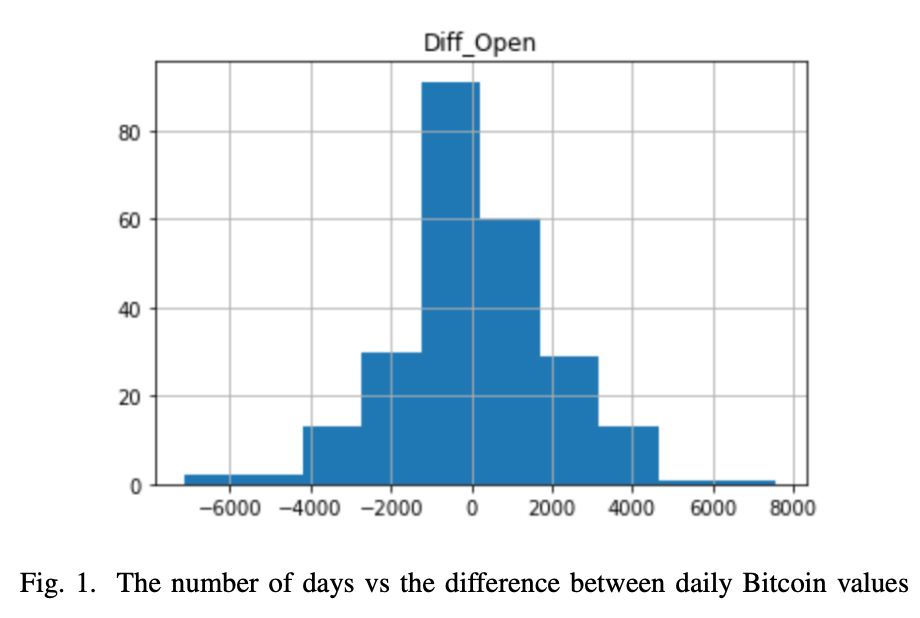 Diff_Open
80
60
40
20
0
−6000 −4000 −2000 0 2000 4000 6000 8000
Fig. 1. The number of days vs the difference between daily Bitcoin values